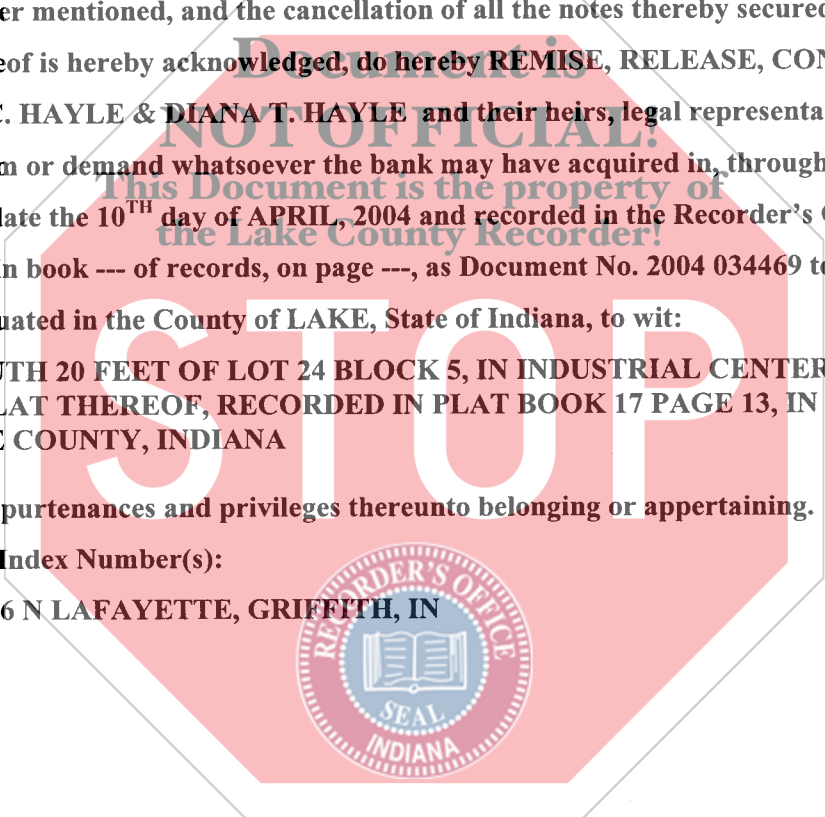 er mentioned, and the cancellation of all the notes thereby secured
eof is hereby acknowledged, do hereby REMISE, RELEASE, CON
Document is
C. HAYLE & DIANA T. HAYLE and their heirs, legal representa
NOT OFFICIAL!
m or demand whatsoever the bank may have acquired in, through
This Document is the property of
late the 10TH day of APRIL, 2004 and recorded in the Recorder's
the Lake County Recorder!
n book --- of records, on page ---, as Document No. 2004 034469 to
uated in the County of LAKE, State of Indiana, to wit:
UTH 20 FEET OF LOT 24 BLOCK 5, IN INDUSTRIAL CENTER
LAT THEREOF, RECORDED IN PLAT BOOK 17 PAGE 13, IN
E COUNTY, INDIANA
STOP
purtenances and privileges thereunto belonging or appertaining.
Index Number(s):
6 N LAFAYETTE, GRIFFITH, IN
RECORDER'S OFFICE
SEAL
INDIANA